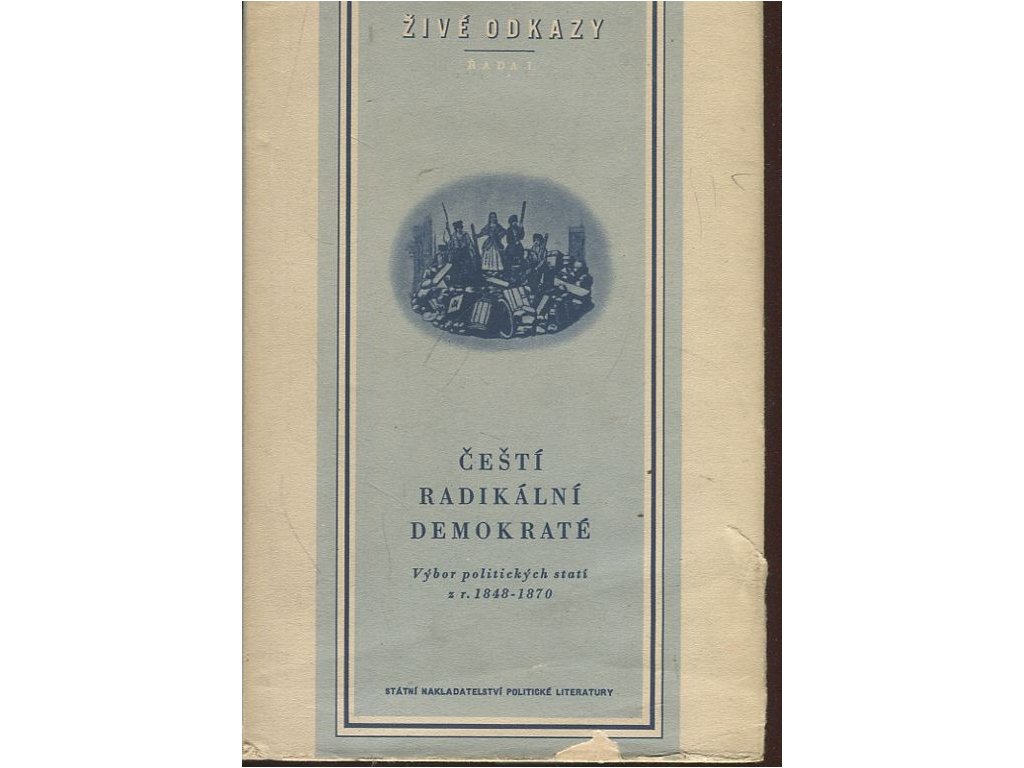 ŽIVÉ ODKAZY
ŘADA I
ČEŠTÍ
RADIKÁLNÍ
DEMOKRATÉ
Výbor politických statí
z r. 1848-1870
STÁTNÍ NAKLADATELSTVÍ POLITICKÉ LITERATURY